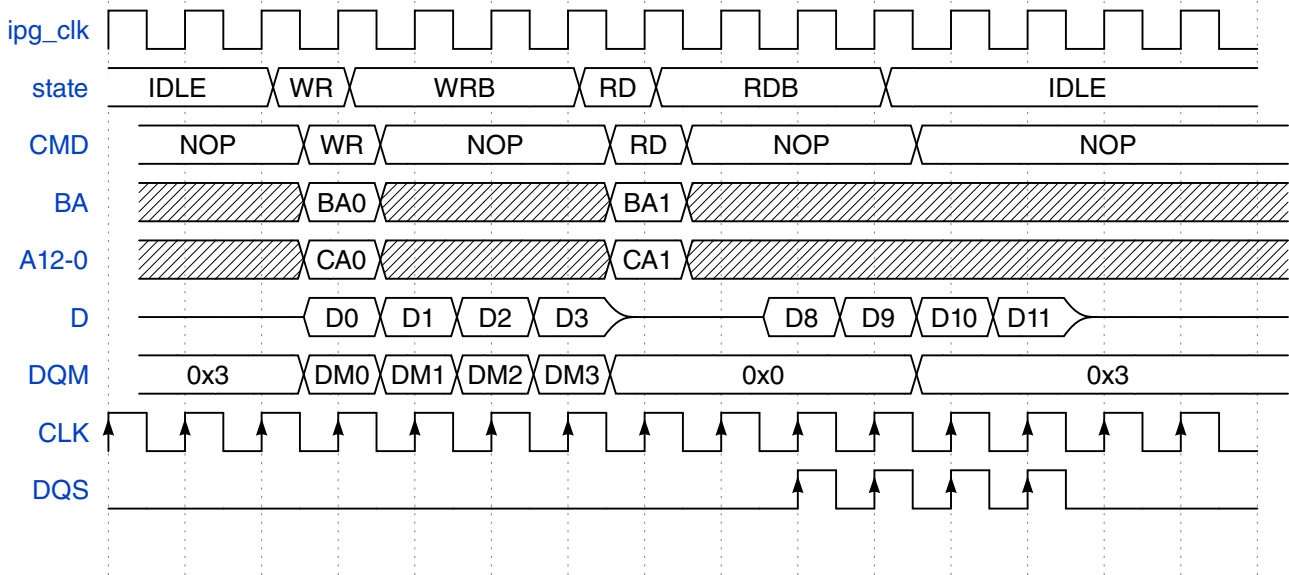 ipg_clk
state IDLE WR WRB RD RDB IDLE
CMD NOP WR NOP RD NOP NOP
BA BA0 BA1
A12-0 CA0 CA1
D D0 D1 D2 D3 D8 D9 D10 D11
DQM 0x3 DM0 DM1 DM2 DM3 0x0 0x3
CLK
DQS